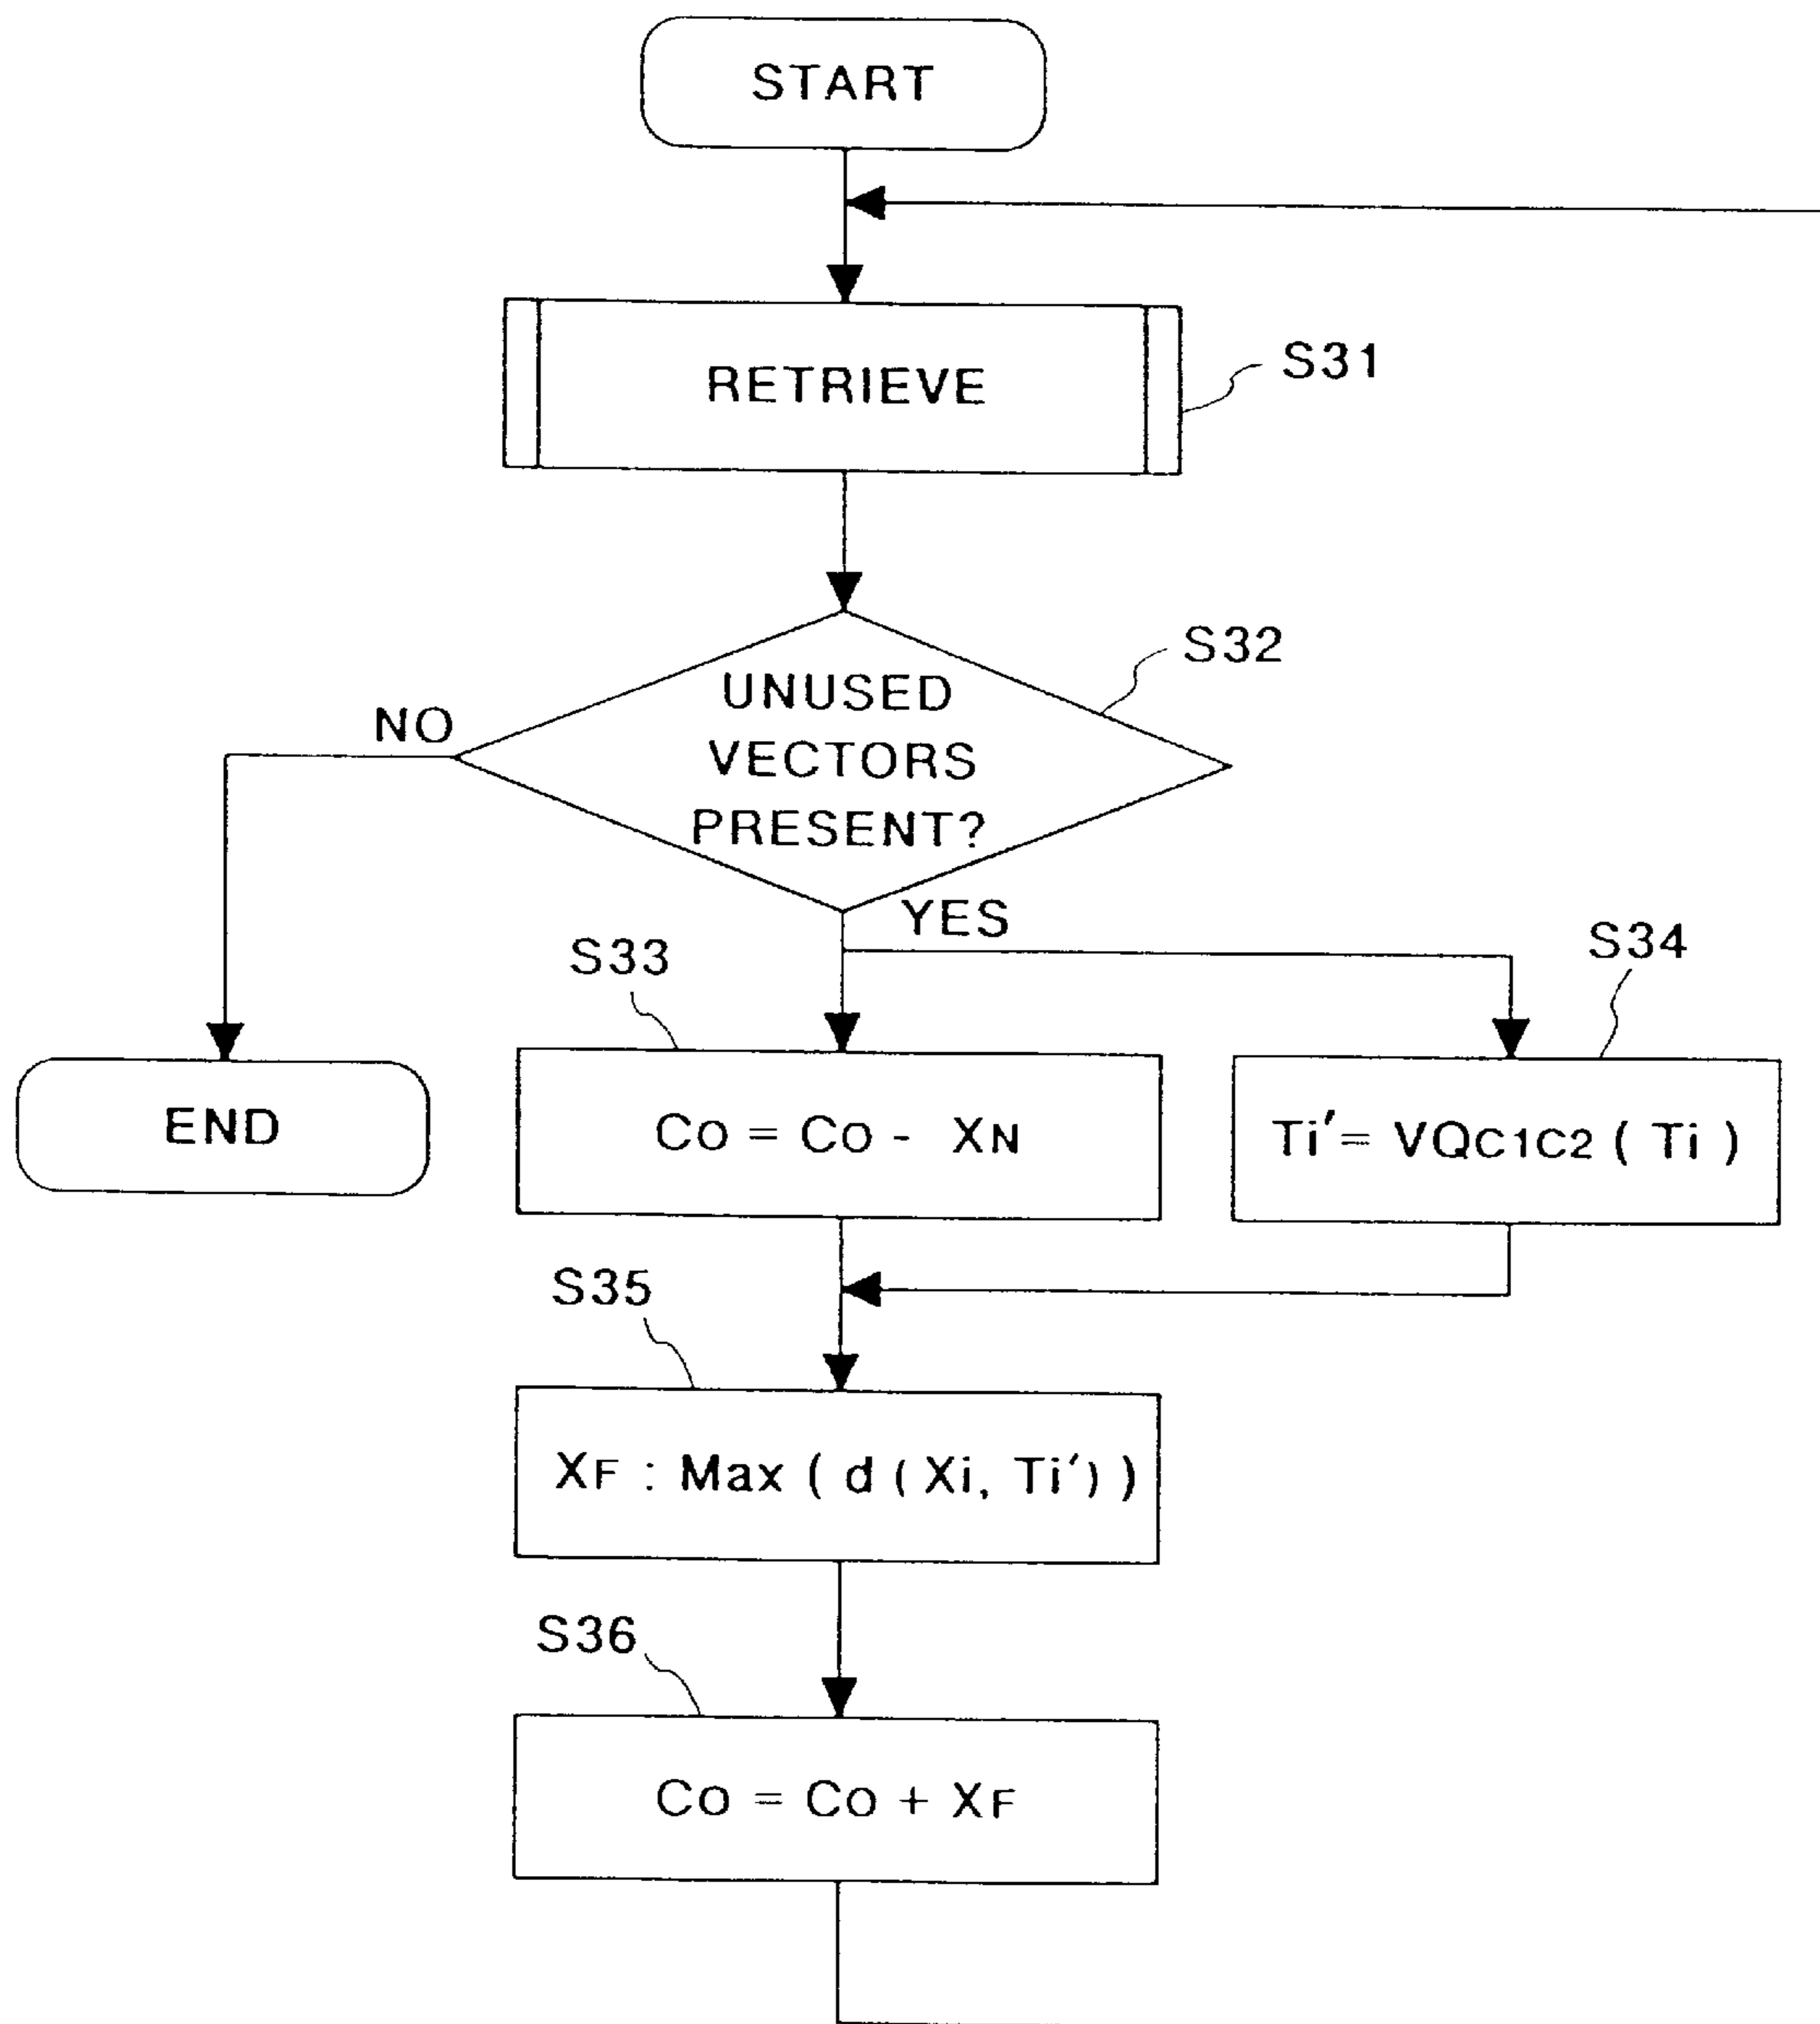 START
RETRIEVE
S31
S32
UNUSED
VECTORS
PRESENT?
NO
YES
S33
S34
END
Co = Co - XN
Ti′= VQC1C2 ( Ti )
S35
XF : Max ( d ( Xi, Ti′) )
S36
Co = Co + XF